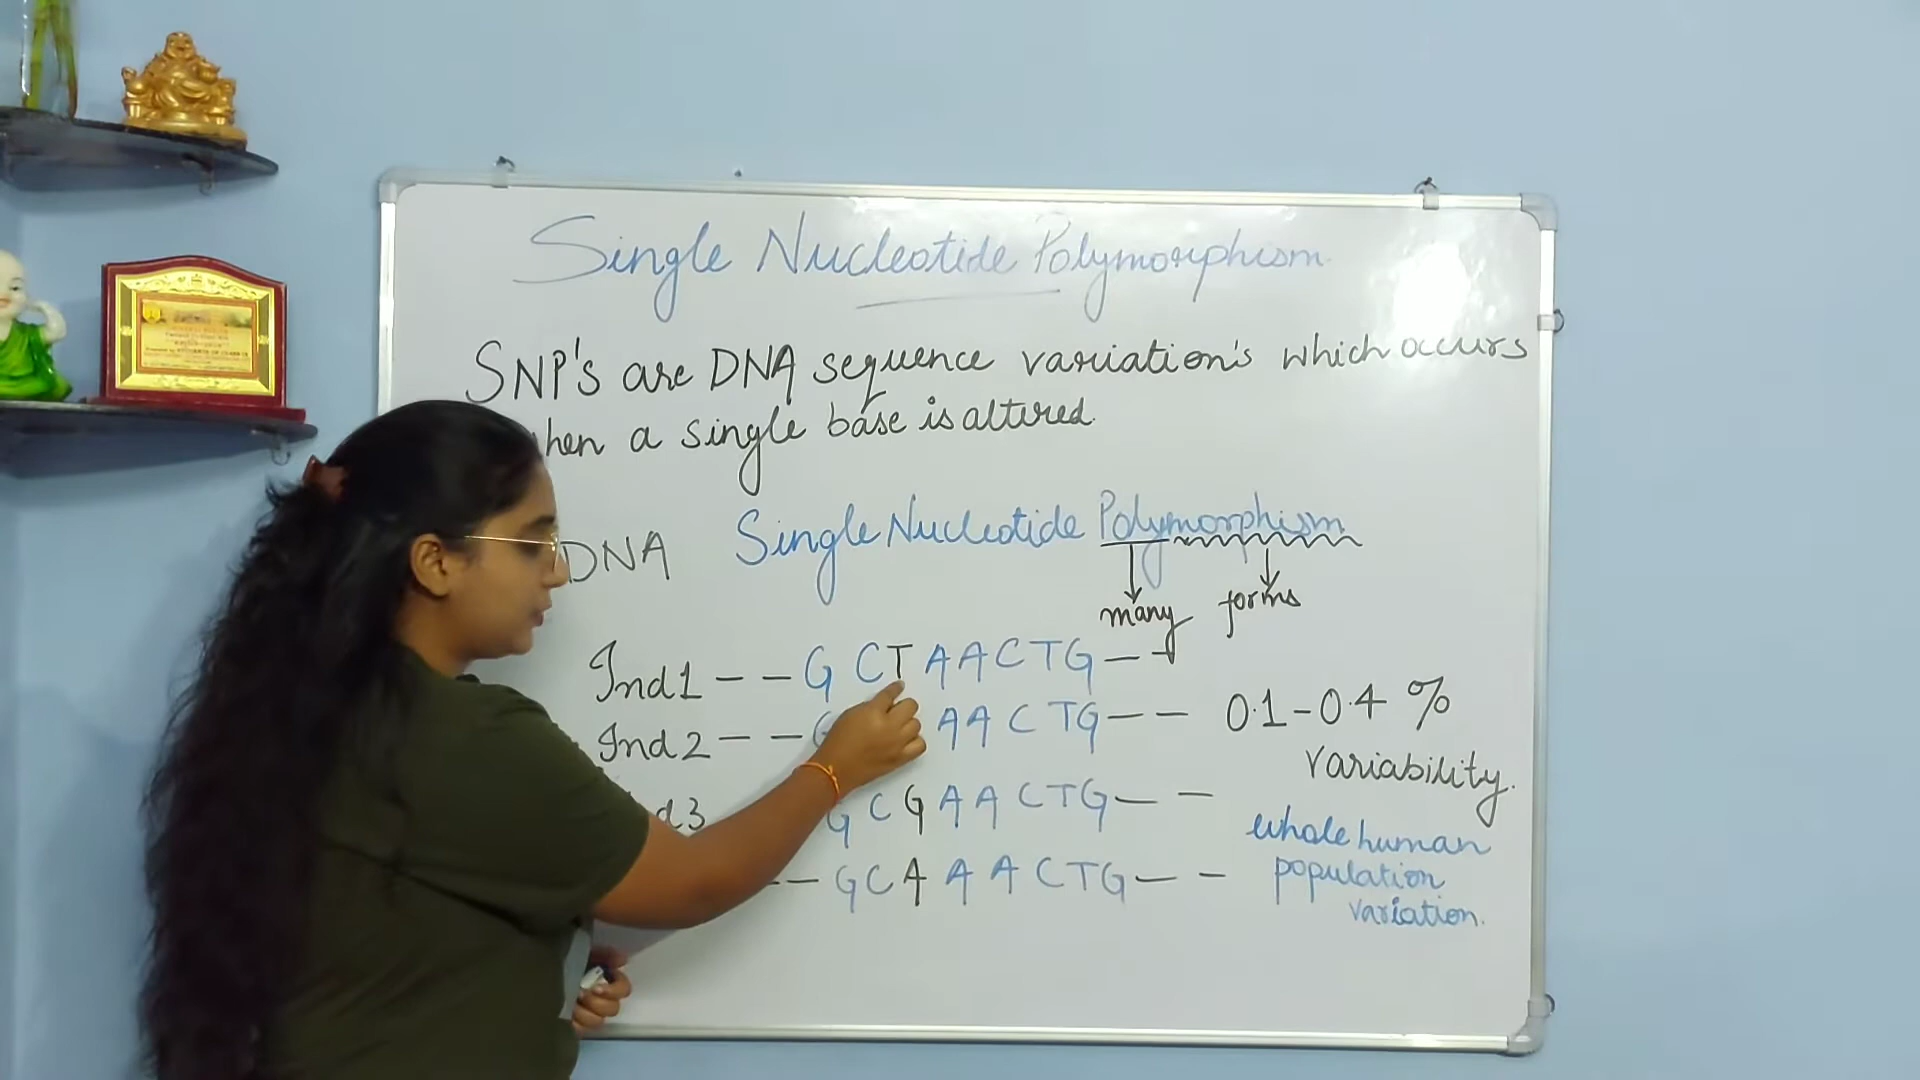 Single Nucleotide Polymorphism
SNP's are DNA sequence variation's which occurs
hen a single base is altered.
DNA Single Nucleotide Polymorphism
many forms
Ind1 --- G C T A A C T G ---
Ind2 --- G A A C T G --- 0.1-0.4 %
variability.
d3 G C G A A C T G ---
whole human
--- G C A A A C T G --- population
variation.